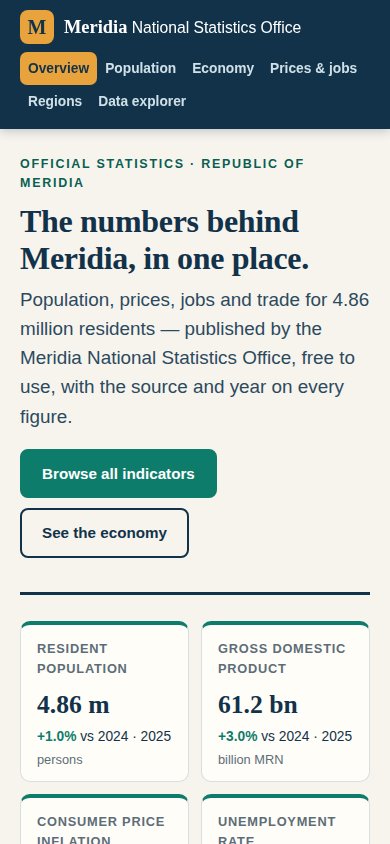 M Meridia National Statistics Office
Overview Population Economy Prices & jobs
Regions Data explorer
OFFICIAL STATISTICS · REPUBLIC OF
MERIDIA
The numbers behind
Meridia, in one place.
Population, prices, jobs and trade for 4.86
million residents — published by the
Meridia National Statistics Office, free to
use, with the source and year on every
figure.
Browse all indicators
See the economy
RESIDENT
POPULATION
4.86 m
+1.0% vs 2024 · 2025
persons
GROSS DOMESTIC
PRODUCT
61.2 bn
+3.0% vs 2024 · 2025
billion MRN
CONSUMER PRICE
INFLATION
UNEMPLOYMENT
RATE